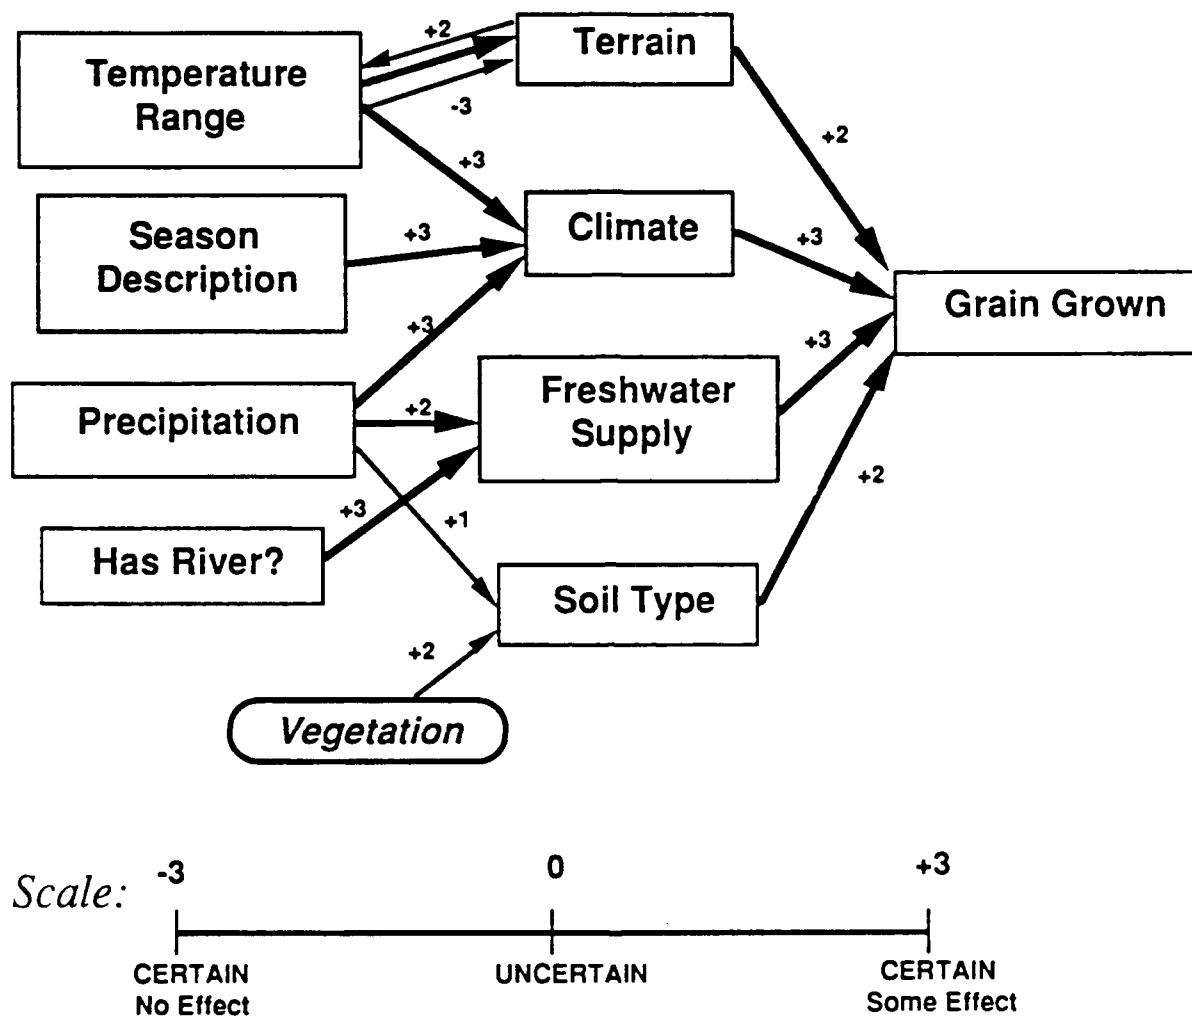 +2
Terrain
Temperature
Range
-3
+2
+3
Season
Description
+3
Climate
+3
Grain Grown
+3
+3
Precipitation
+2
Freshwater
Supply
+2
+3
+1
Has River?
Soil Type
+2
Vegetation
Scale:
-3
0
+3
CERTAIN
No Effect
UNCERTAIN
CERTAIN
Some Effect